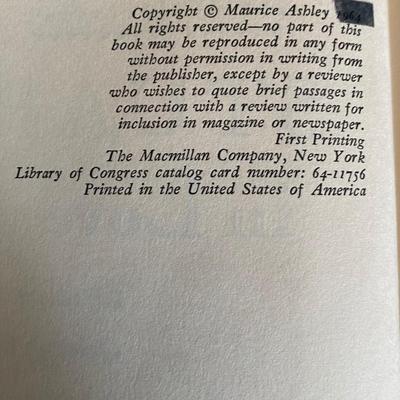 Copyright © Maurice Ashley 1964
All rights reserved—no part of this
book may be reproduced in any form
without permission in writing from
the publisher, except by a reviewer
who wishes to quote brief passages in
connection with a review written for
inclusion in magazine or newspaper.
First Printing
The Macmillan Company, New York
Library of Congress catalog card number: 64-11756
Printed in the United States of America